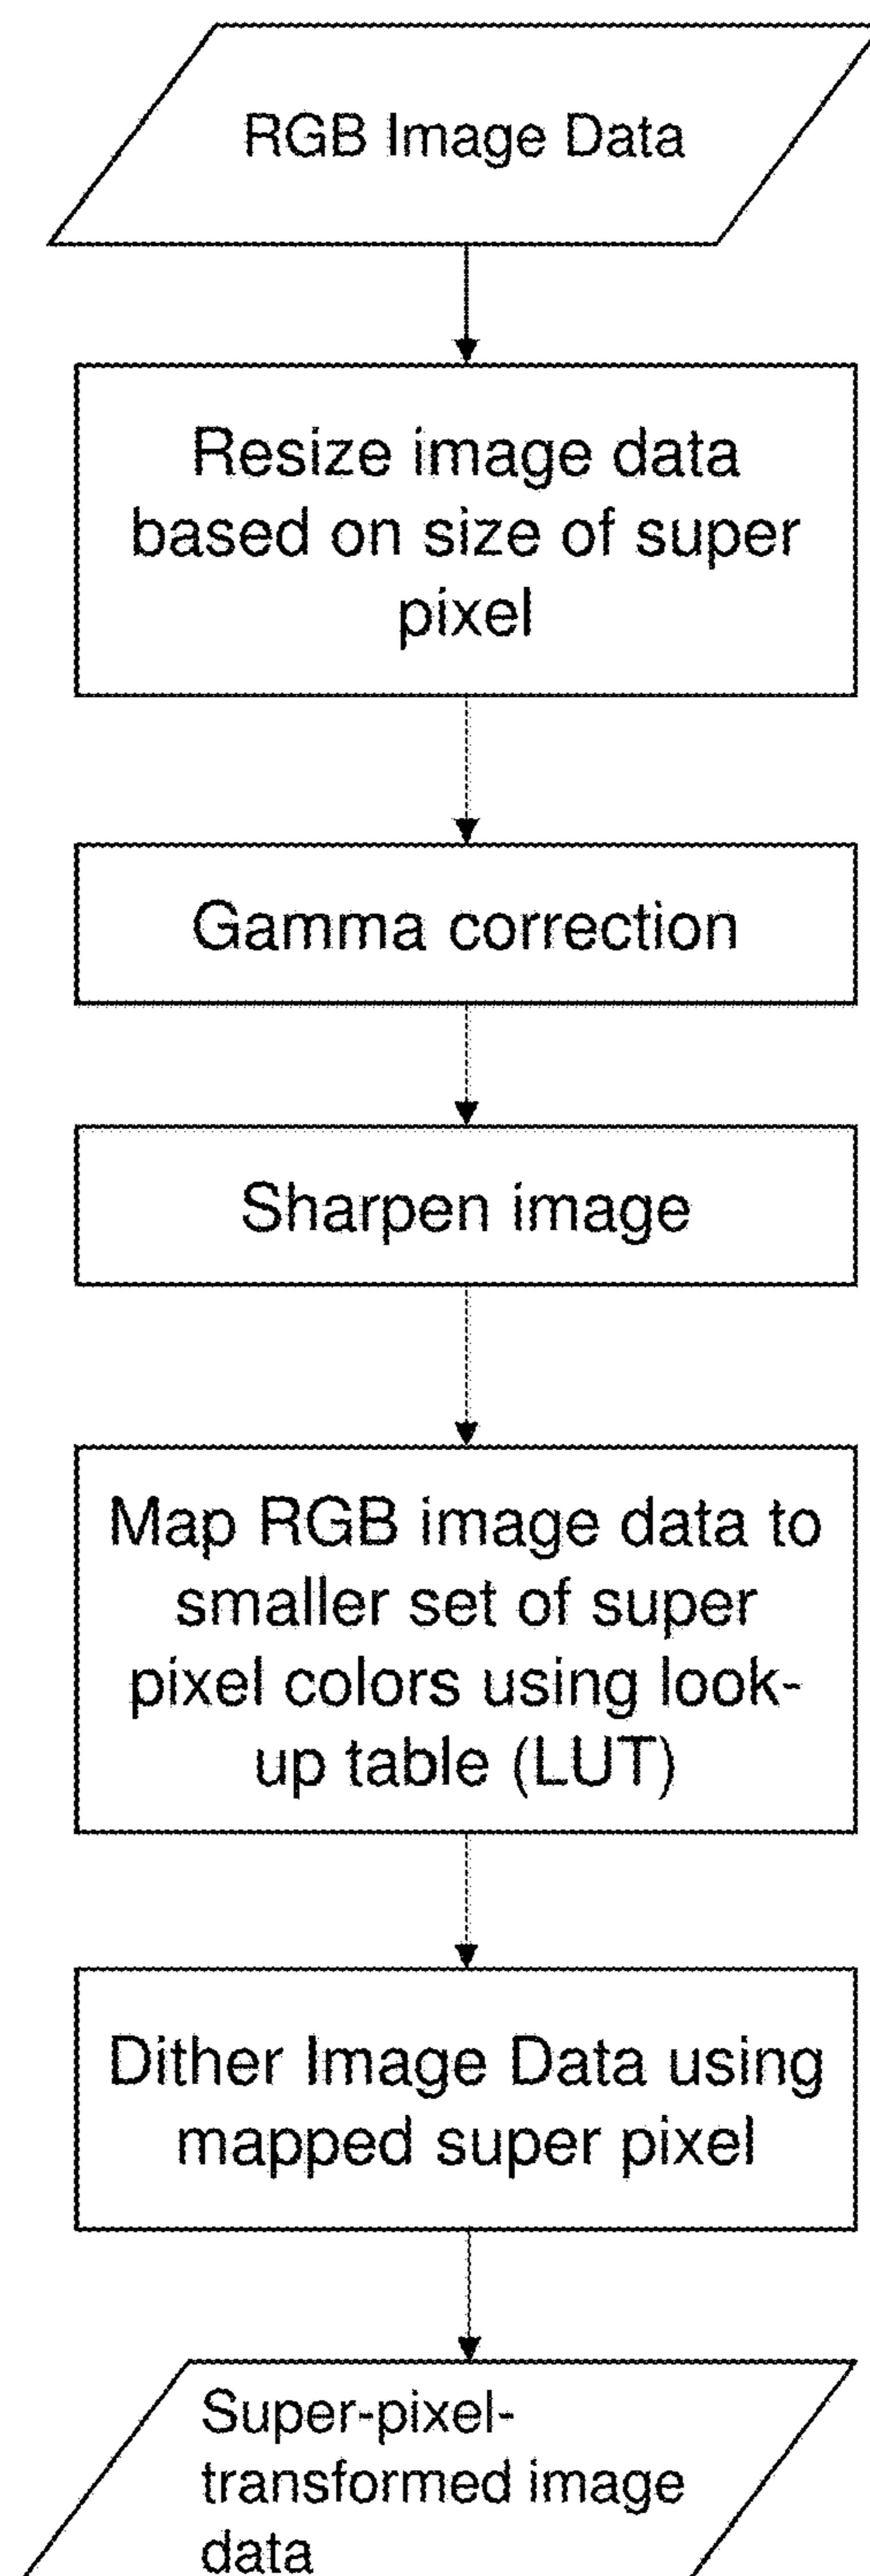 RGB Image Data
Resize image data
based on size of super
pixel
Gamma correction
Sharpen image
Map RGB image data to
smaller set of super
pixel colors using look-
up table (LUT)
Dither Image Data using
mapped super pixel
Super-pixel-
transformed image
data